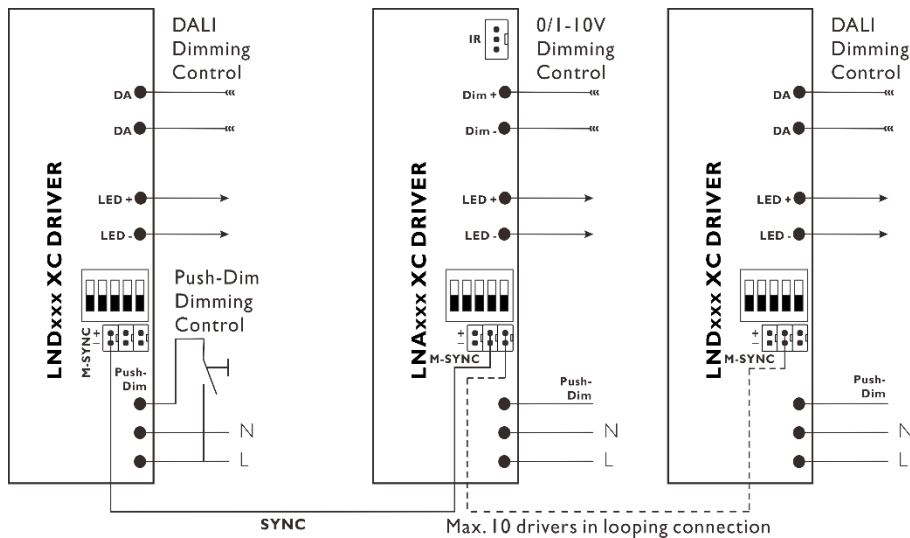 DALI
Dimming
Control
DA
DA
LED +
LED -
LNDxxx XC DRIVER
+
-
M-SYNC
Push-Dim
Dimming
Control
Push-
Dim
N
L
IR
0/1-10V
Dimming
Control
Dim +
Dim -
LED +
LED -
LNAxxx XC DRIVER
+
-
M-SYNC
Push-
Dim
N
L
DALI
Dimming
Control
DA
DA
LED +
LED -
LNDxxx XC DRIVER
+
-
M-SYNC
Push-
Dim
N
L
SYNC
Max. 10 drivers in looping connection